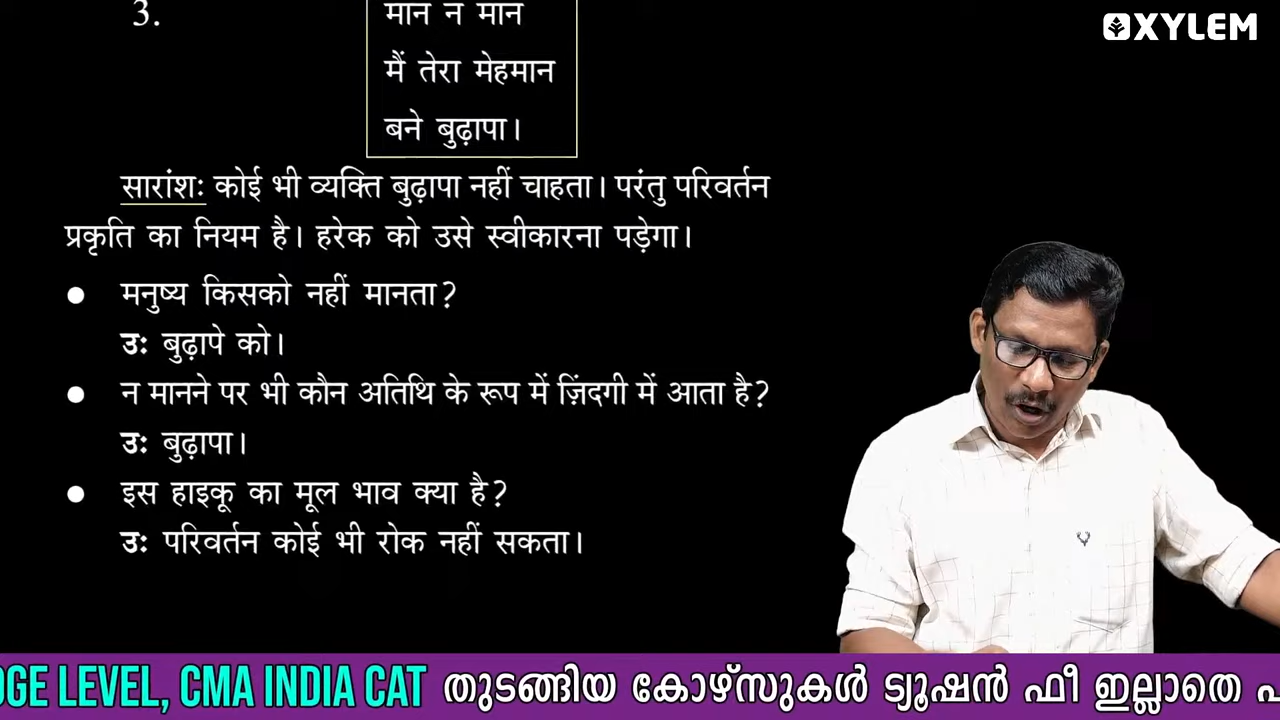 XYLEM
3.
मान न मान
मैं तेरा मेहमान
बने बुढ़ापा।
सारांशः कोई भी व्यक्ति बुढ़ापा नहीं चाहता। परंतु परिवर्तन
प्रकृति का नियम है। हरेक को उसे स्वीकारना पड़ेगा।
● मनुष्य किसको नहीं मानता?
उः बुढ़ापे को।
● न मानने पर भी कौन अतिथि के रूप में ज़िंदगी में आता है?
उः बुढ़ापा।
● इस हाइकू का मूल भाव क्या है?
उः परिवर्तन कोई भी रोक नहीं सकता।
LEVEL, CMA INDIA CAT തുടങ്ങിയ കോഴ്സുകൾ ട്യൂഷൻ ഫീ ഇല്ലാതെ